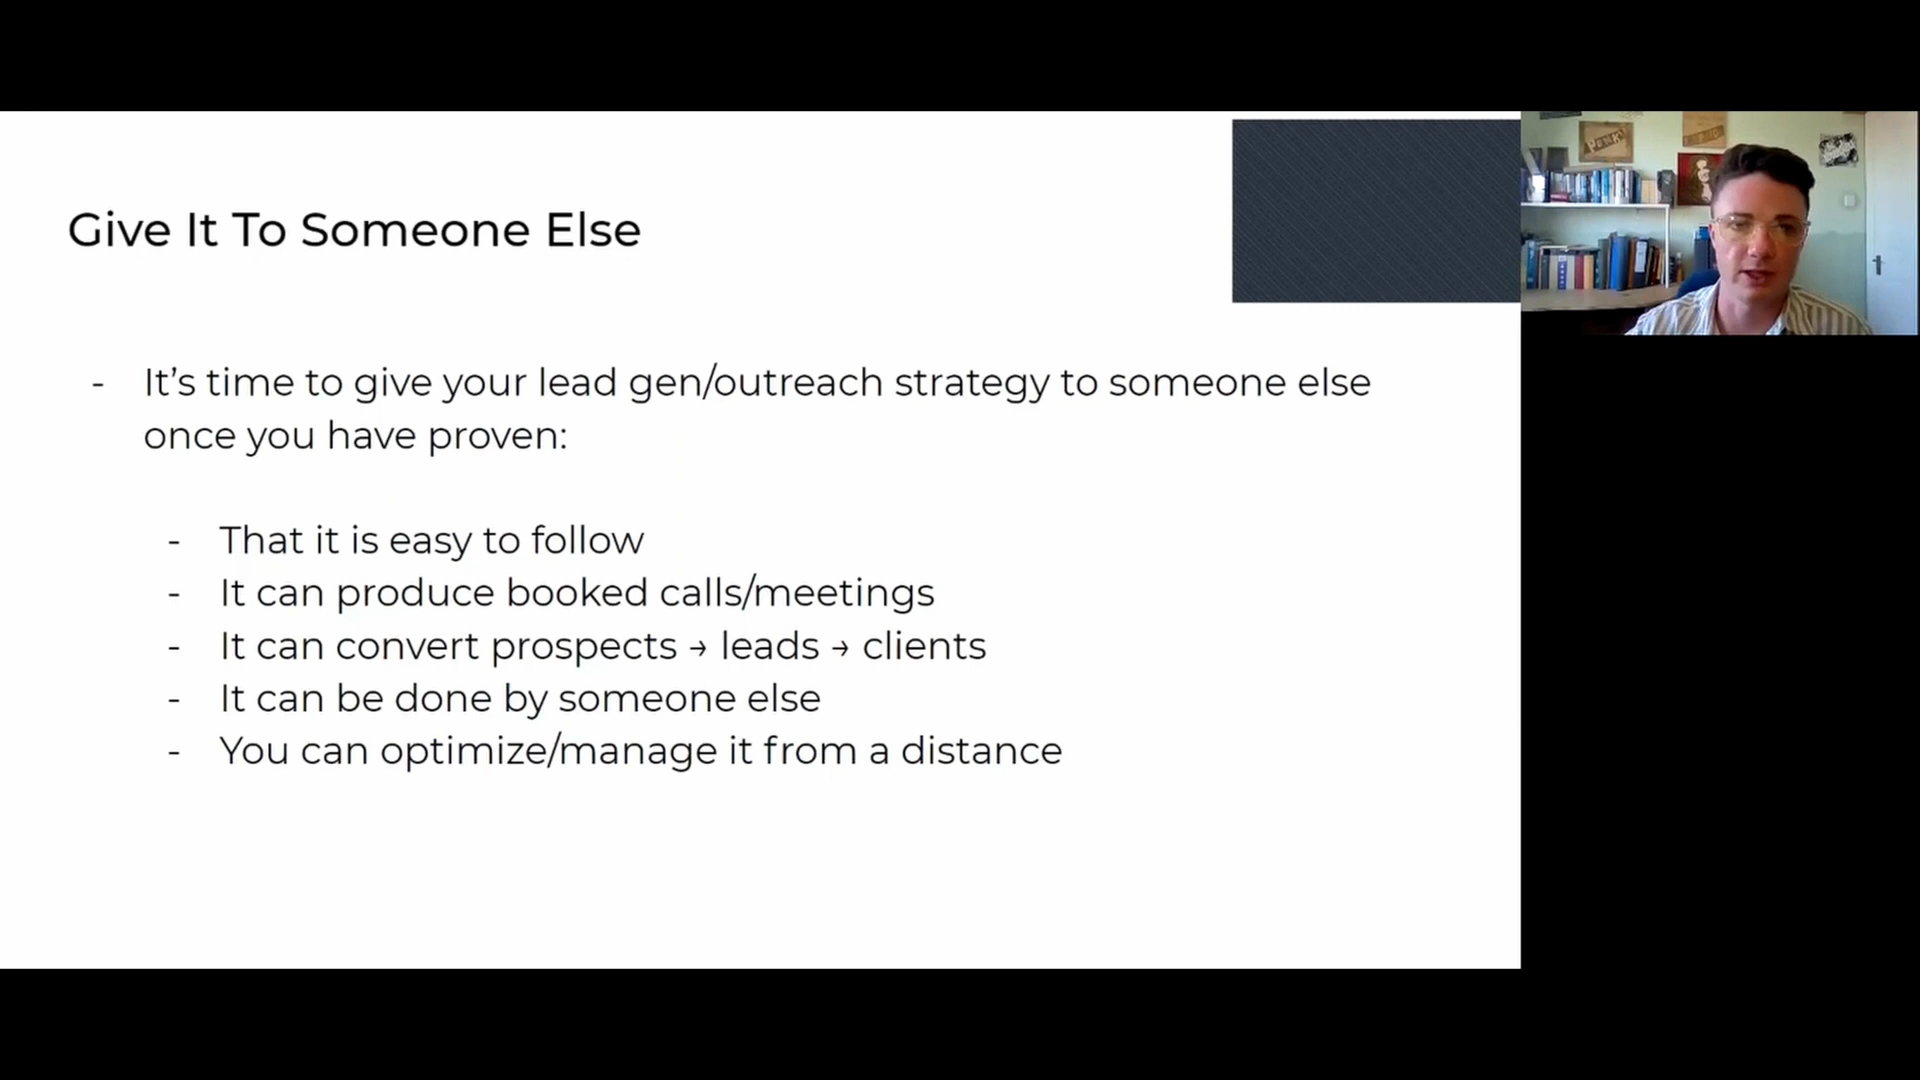 Give It To Someone Else
- It’s time to give your lead gen/outreach strategy to someone else
once you have proven:
- That it is easy to follow
- It can produce booked calls/meetings
- It can convert prospects → leads → clients
- It can be done by someone else
- You can optimize/manage it from a distance
PUNK